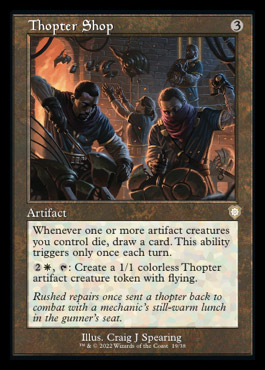 Thopter Shop 3
Artifact
Whenever one or more artifact creatures
you control die, draw a card. This ability
triggers only once each turn.
2, : Create a 1/1 colorless Thopter
artifact creature token with flying.
Rushed repairs once sent a thopter back to
combat with a mechanic's still-warm lunch
in the gunner's seat.
Illus. Craig J Spearing
™ & © 2022 Wizards of the Coast 19/38